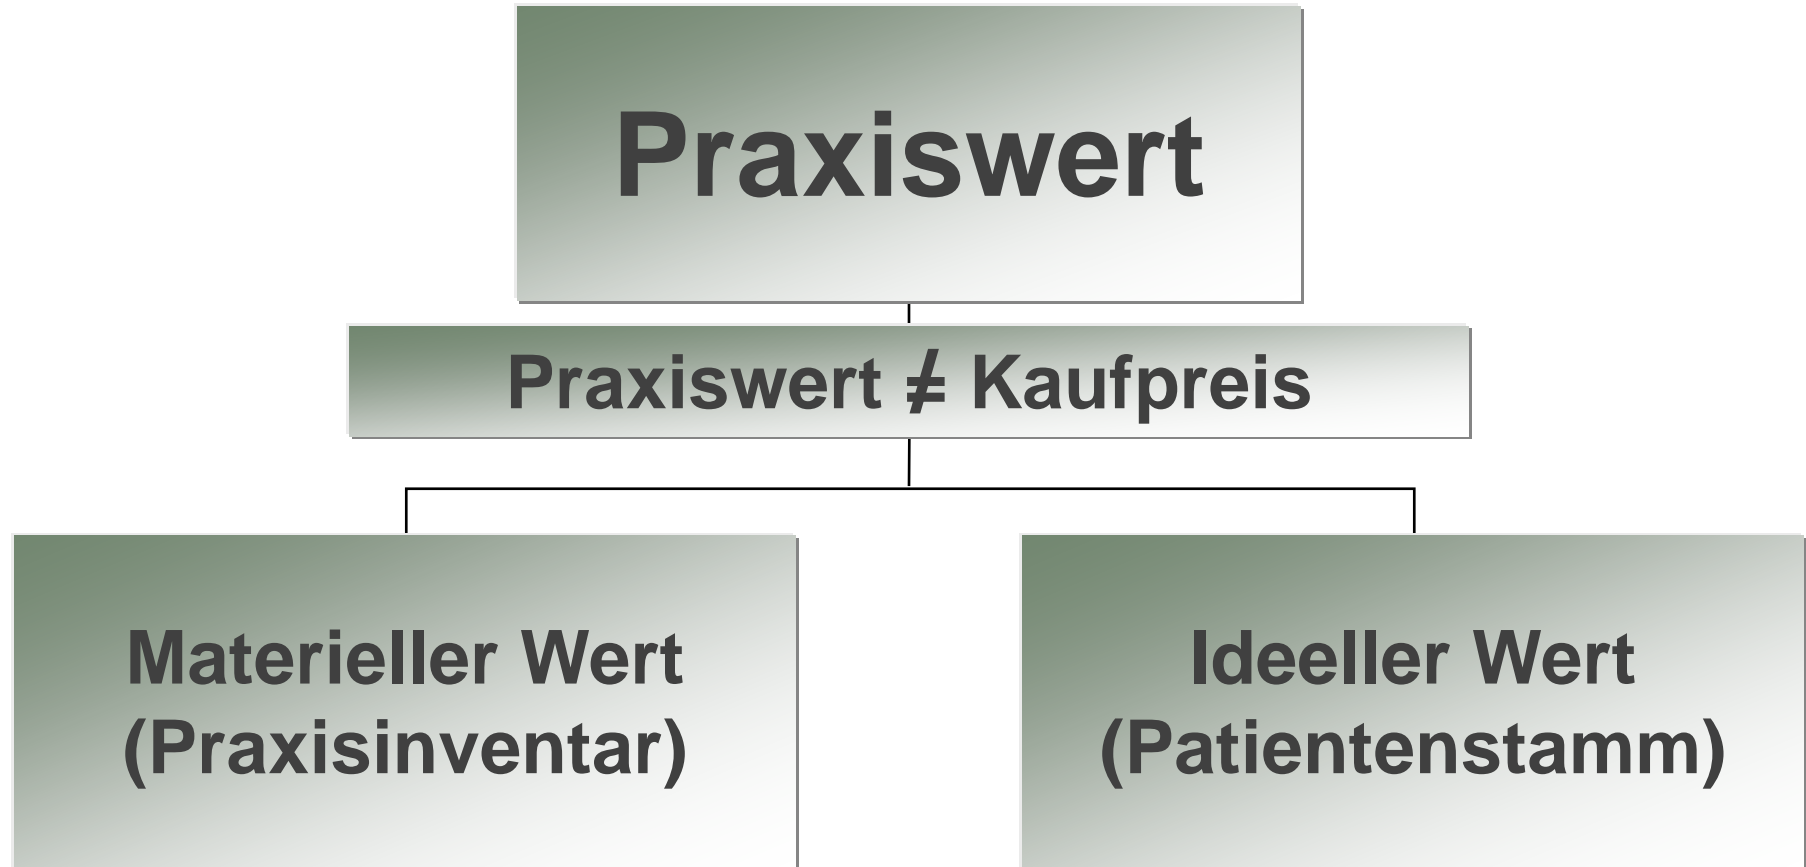 Praxiswert
Praxiswert ≠ Kaufpreis
Materieller Wert
(Praxisinventar)
Ideeller Wert
(Patientenstamm)